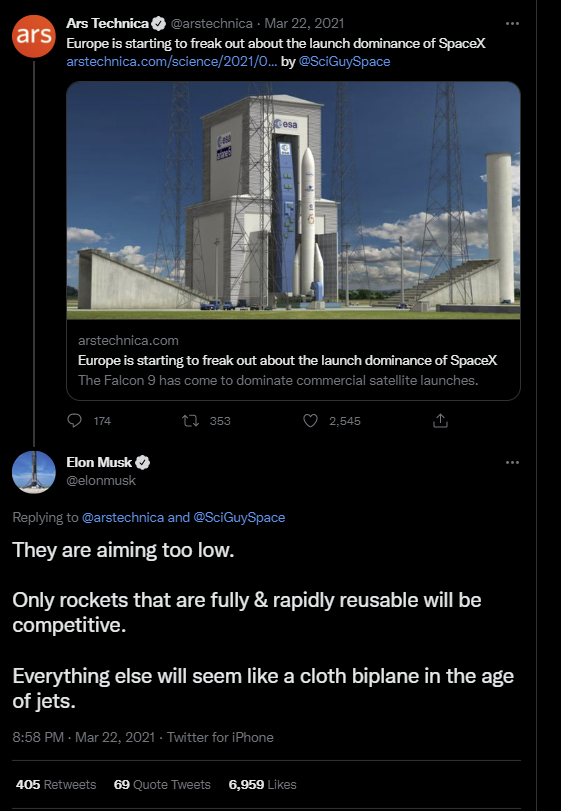 ars
Ars Technica @arstechnica · Mar 22, 2021
Europe is starting to freak out about the launch dominance of SpaceX
arstechnica.com/science/2021/0... by @SciGuySpace
esa
esa
arstechnica.com
Europe is starting to freak out about the launch dominance of SpaceX
The Falcon 9 has come to dominate commercial satellite launches.
174 353 2,545
Elon Musk
@elonmusk
Replying to @arstechnica and @SciGuySpace
They are aiming too low.
Only rockets that are fully & rapidly reusable will be
competitive.
Everything else will seem like a cloth biplane in the age
of jets.
8:58 PM · Mar 22, 2021 · Twitter for iPhone
405 Retweets 69 Quote Tweets 6,959 Likes